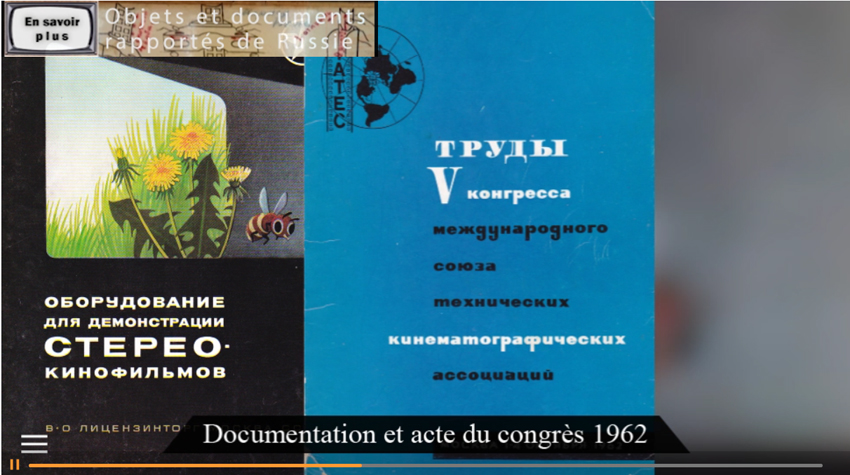 En savoir
plus
Objets et documents
rapportés de Russie
ATEC
ТРУДЫ
V конгресса
международного
союза
технических
кинематографических
ассоциаций
ОБОРУДОВАНИЕ
ДЛЯ ДЕМОНСТРАЦИИ
СТЕРЕО-
КИНОФИЛЬМОВ
В-О
Documentation et acte du congrès 1962